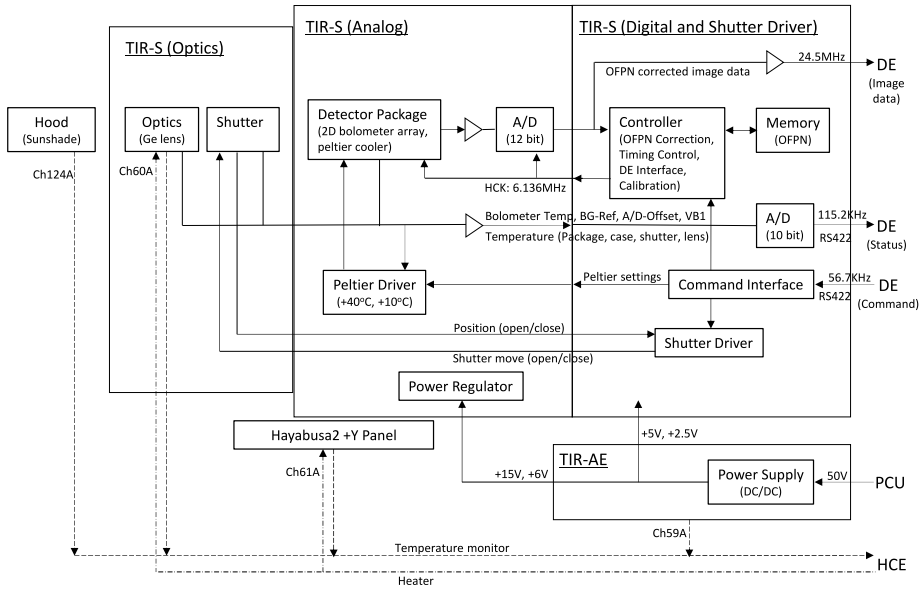 TIR-S (Optics)
TIR-S (Analog)
TIR-S (Digital and Shutter Driver)
24.5MHz
DE
(Image
data)
OFPN corrected image data
Hood
(Sunshade)
Optics
(Ge lens)
Shutter
Detector Package
(2D bolometer array,
peltier cooler)
A/D
(12 bit)
Controller
(OFPN Correction,
Timing Control,
DE Interface,
Calibration)
Memory
(OFPN)
Ch124A
Ch60A
HCK: 6.136MHz
Bolometer Temp, BG-Ref, A/D-Offset, VB1
Temperature (Package, case, shutter, lens)
A/D
(10 bit)
115.2KHz
RS422
DE
(Status)
Peltier Driver
(+40°C, +10°C)
Peltier settings
Command Interface
56.7KHz
RS422
DE
(Command)
Position (open/close)
Shutter move (open/close)
Shutter Driver
Power Regulator
Hayabusa2 +Y Panel
+5V, +2.5V
TIR-AE
Ch61A
+15V, +6V
Power Supply
(DC/DC)
50V
PCU
Ch59A
Temperature monitor
HCE
Heater